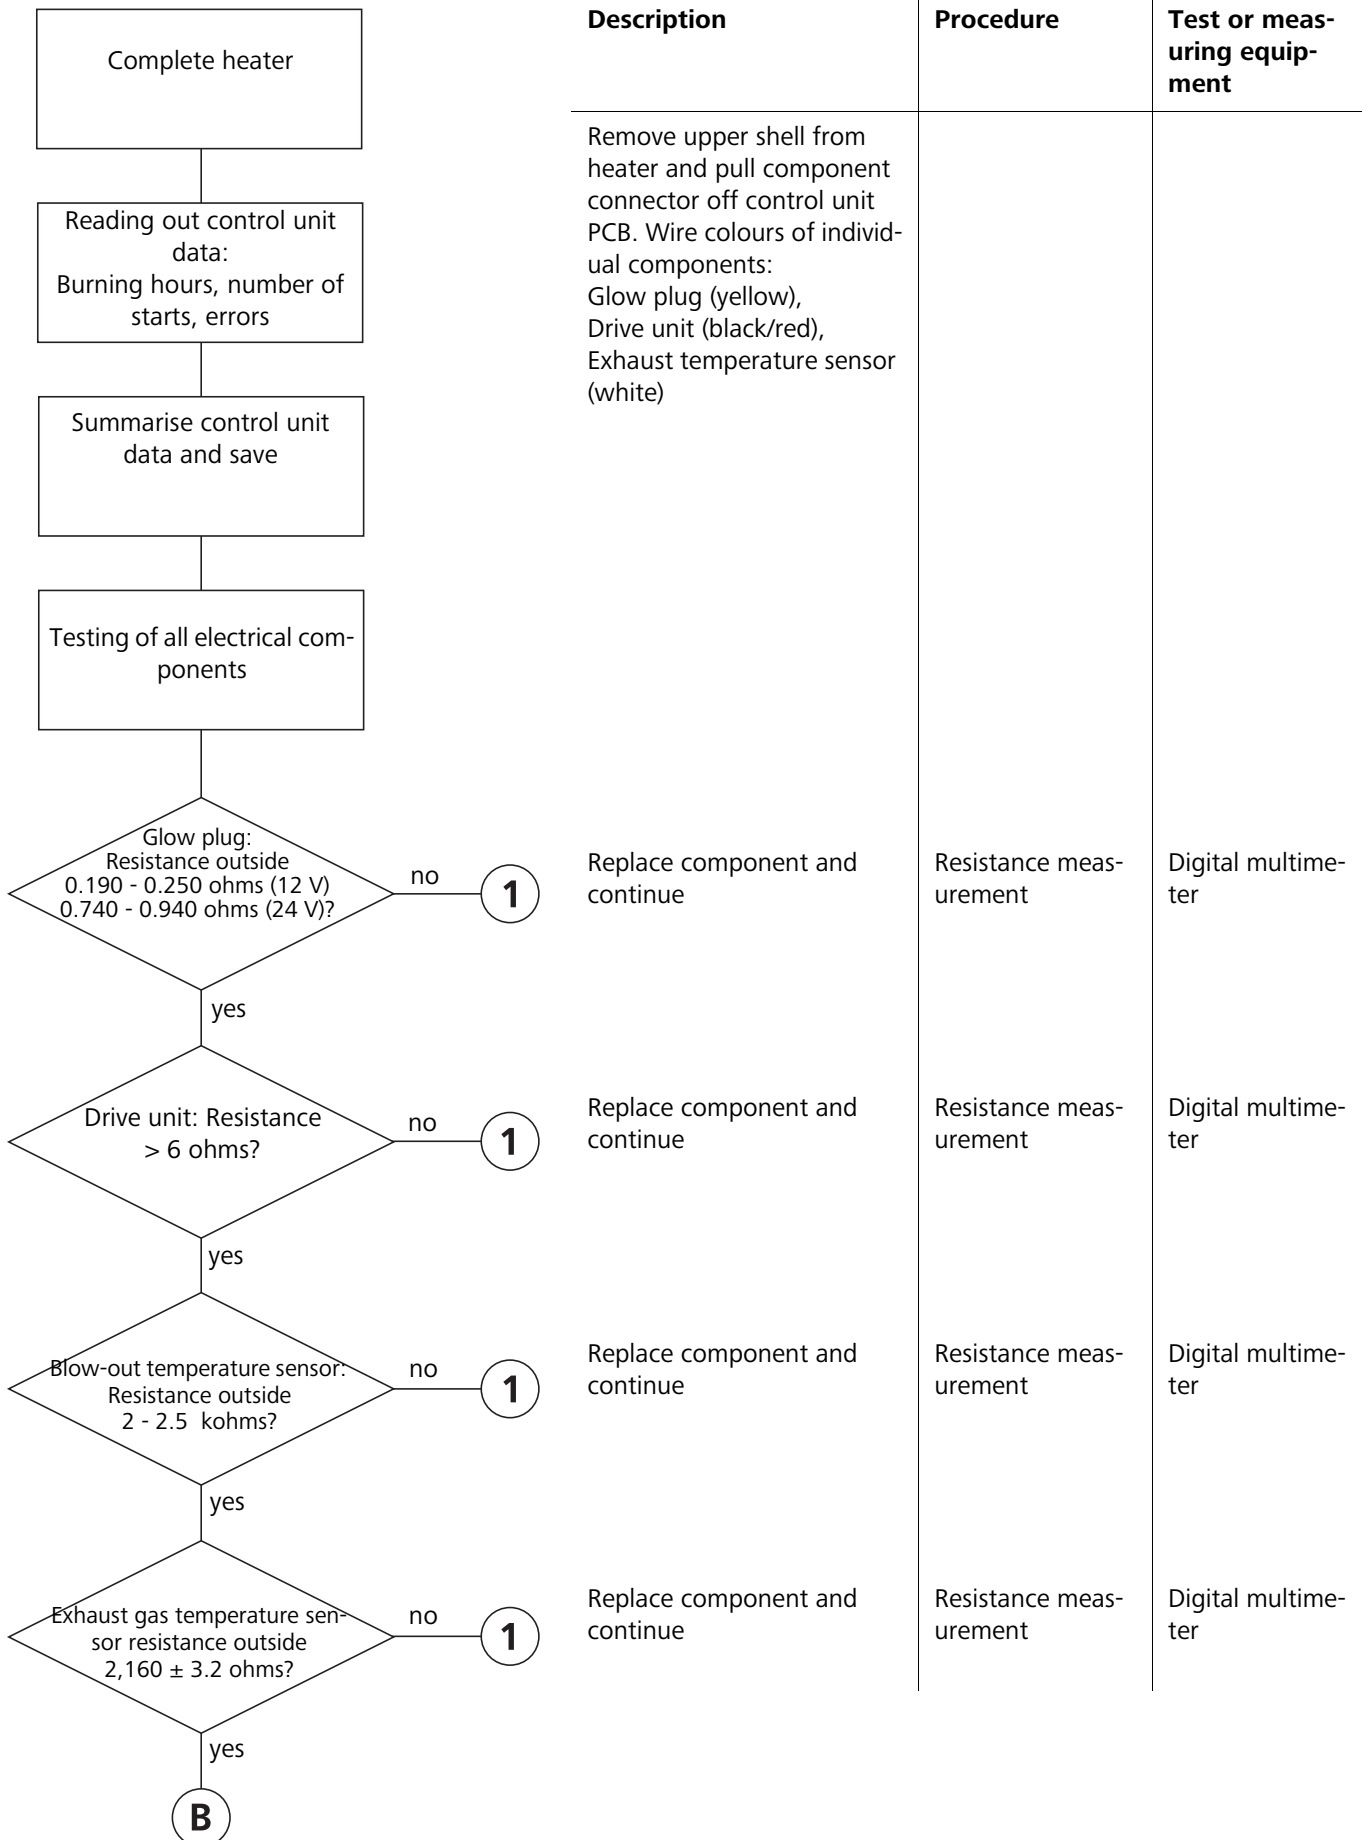 Complete heater
Reading out control unit
data:
Burning hours, number of
starts, errors
Summarise control unit
data and save
Testing of all electrical com-
ponents
Description
Procedure
Test or meas-
uring equip-
ment
Remove upper shell from
heater and pull component
connector off control unit
PCB. Wire colours of individ-
ual components:
Glow plug (yellow),
Drive unit (black/red),
Exhaust temperature sensor
(white)
Glow plug:
Resistance outside
0.190 - 0.250 ohms (12 V)
0.740 - 0.940 ohms (24 V)?
no
1
yes
Replace component and
continue
Resistance meas-
urement
Digital multime-
ter
Drive unit: Resistance
> 6 ohms?
no
1
yes
Replace component and
continue
Resistance meas-
urement
Digital multime-
ter
Blow-out temperature sensor:
Resistance outside
2 - 2.5 kohms?
no
1
yes
Replace component and
continue
Resistance meas-
urement
Digital multime-
ter
Exhaust gas temperature sen-
sor resistance outside
2,160 ± 3.2 ohms?
no
1
yes
Replace component and
continue
Resistance meas-
urement
Digital multime-
ter
B